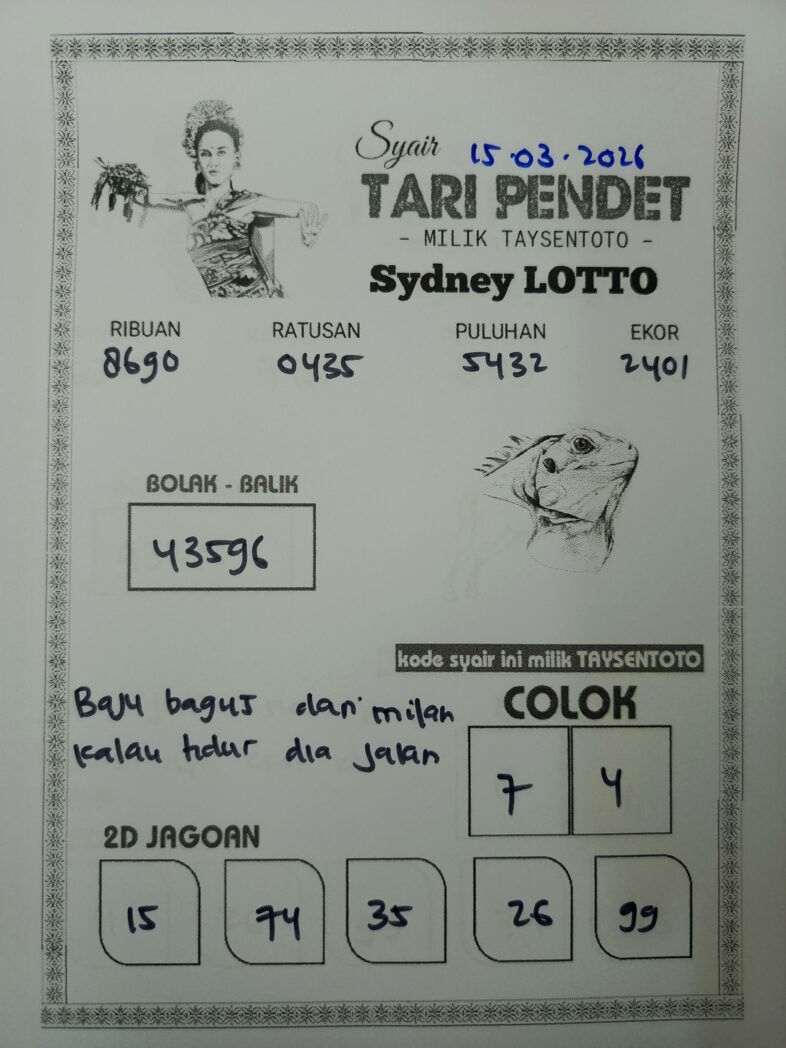 Syair 15.03.2026
TARI PENDET
- MILIK TAYSENTOTO -
Sydney LOTTO
RIBUAN RATUSAN PULUHAN EKOR
8690 0435 5432 2401
BOLAK - BALIK
43596
kode syair ini milik TAYSENTOTO
Baju bagus dari milan
kalau tidur dia jalan
COLOK
7 4
2D JAGOAN
15 74 35 26 99